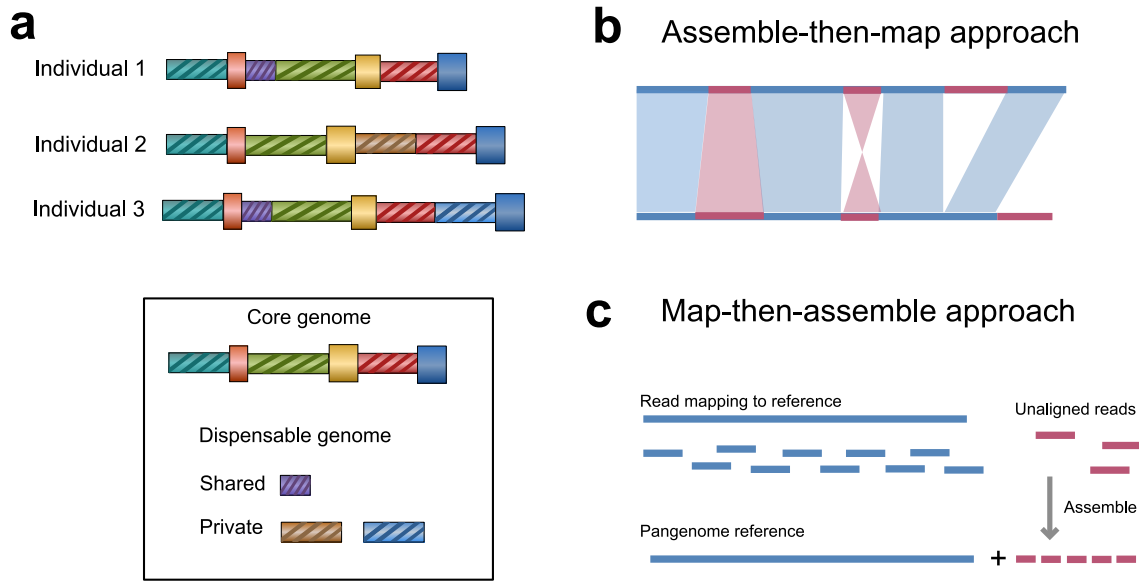 a
Individual 1
Individual 2
Individual 3
Core genome
Dispensable genome
Shared
Private
b
Assemble-then-map approach
c
Map-then-assemble approach
Read mapping to reference
Unaligned reads
Assemble
Pangenome reference
+